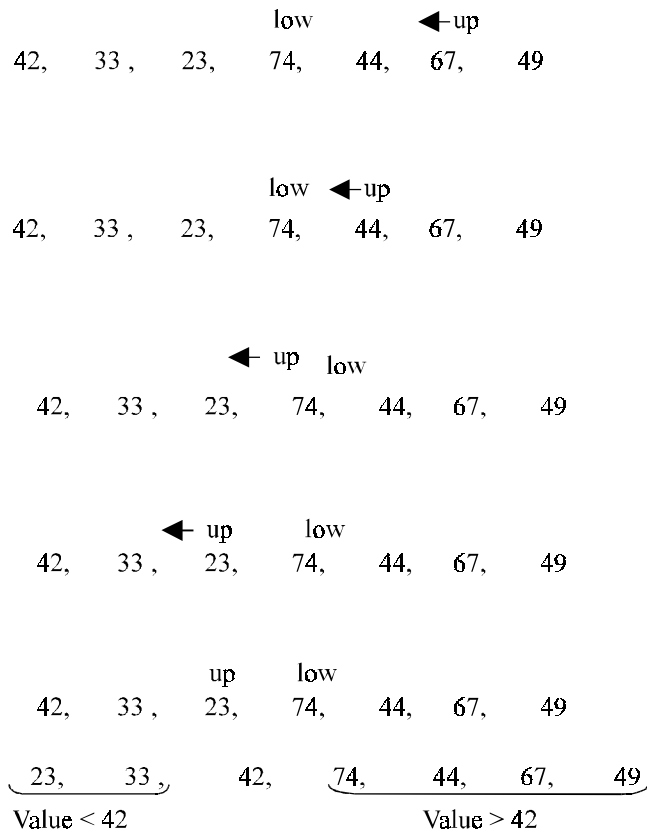 low up
42, 33 , 23, 74, 44, 67, 49
low up
42, 33 , 23, 74, 44, 67, 49
up low
42, 33 , 23, 74, 44, 67, 49
up low
42, 33 , 23, 74, 44, 67, 49
up low
42, 33 , 23, 74, 44, 67, 49
23, 33 , 42, 74, 44, 67, 49
Value < 42 Value > 42